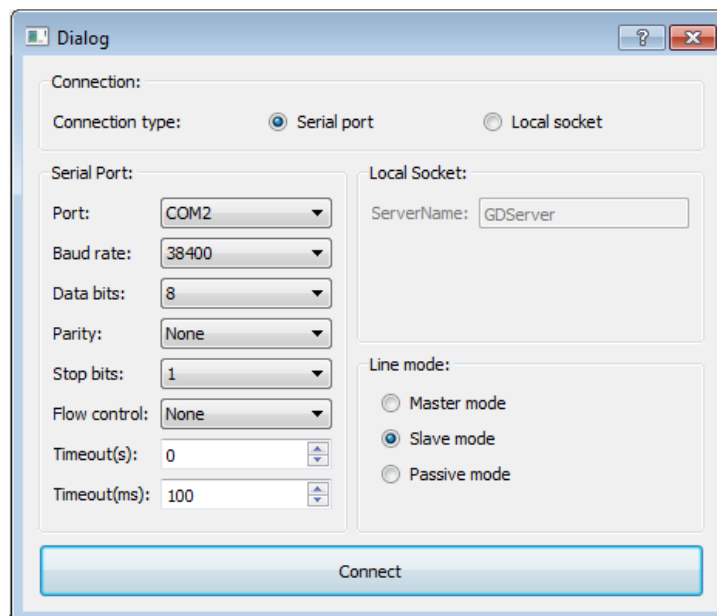 Dialog
?
Connection:
Connection type: Serial port Local socket
Serial Port:
Port: COM2
Baud rate: 38400
Data bits: 8
Parity: None
Stop bits: 1
Flow control: None
Timeout(s): 0
Timeout(ms): 100
Local Socket:
ServerName: GDServer
Line mode:
Master mode
Slave mode
Passive mode
Connect